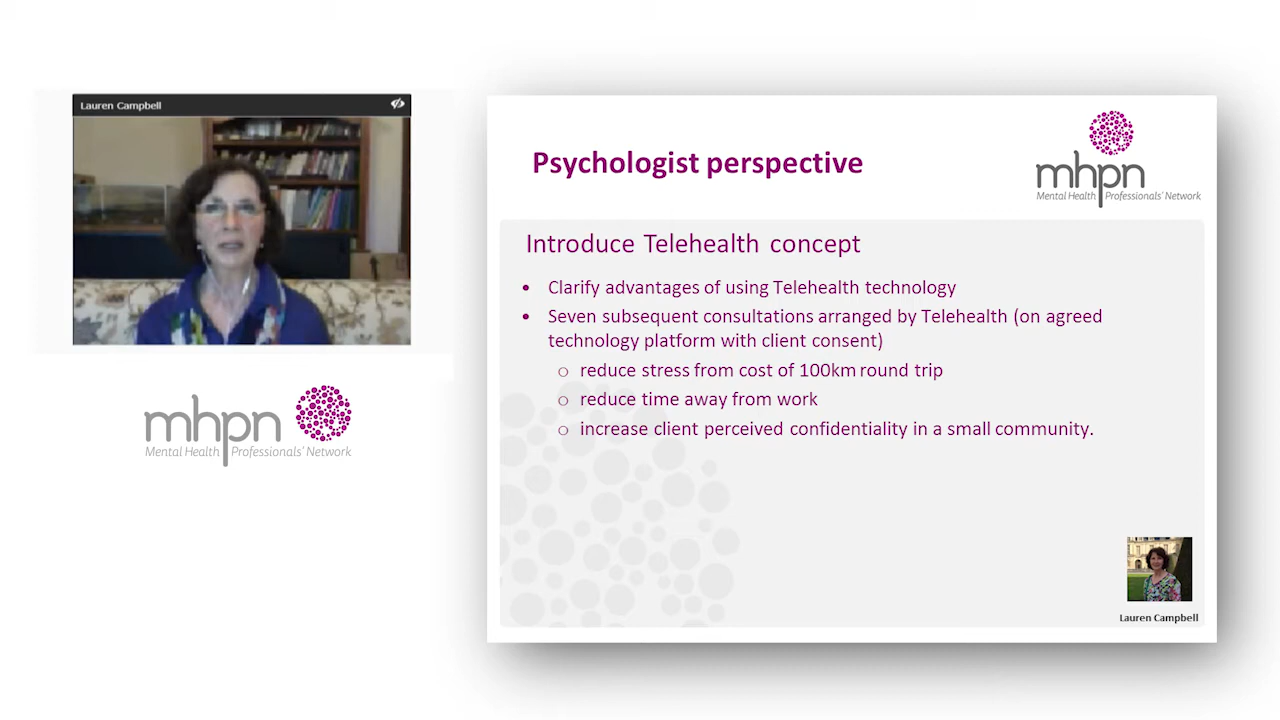 Lauren Campbell
mhpn
Mental Health Professionals' Network
Psychologist perspective
mhpn
Mental Health Professionals' Network
Introduce Telehealth concept
• Clarify advantages of using Telehealth technology
• Seven subsequent consultations arranged by Telehealth (on agreed
technology platform with client consent)
o reduce stress from cost of 100km round trip
o reduce time away from work
o increase client perceived confidentiality in a small community.
Lauren Campbell